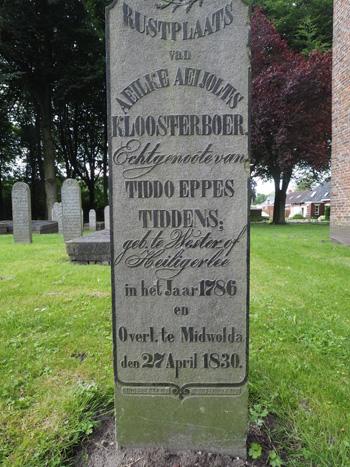 RUSTPLAATS
van
AEILKE AEIJOLTS
KLOOSTERBOER.
Echtgenoote van
TIDDO EPPES
TIDDENS;
geb. te Wester of
Heiligerlee
in het Jaar 1786
en
Overl. te Midwolda
den 27 April 1830.